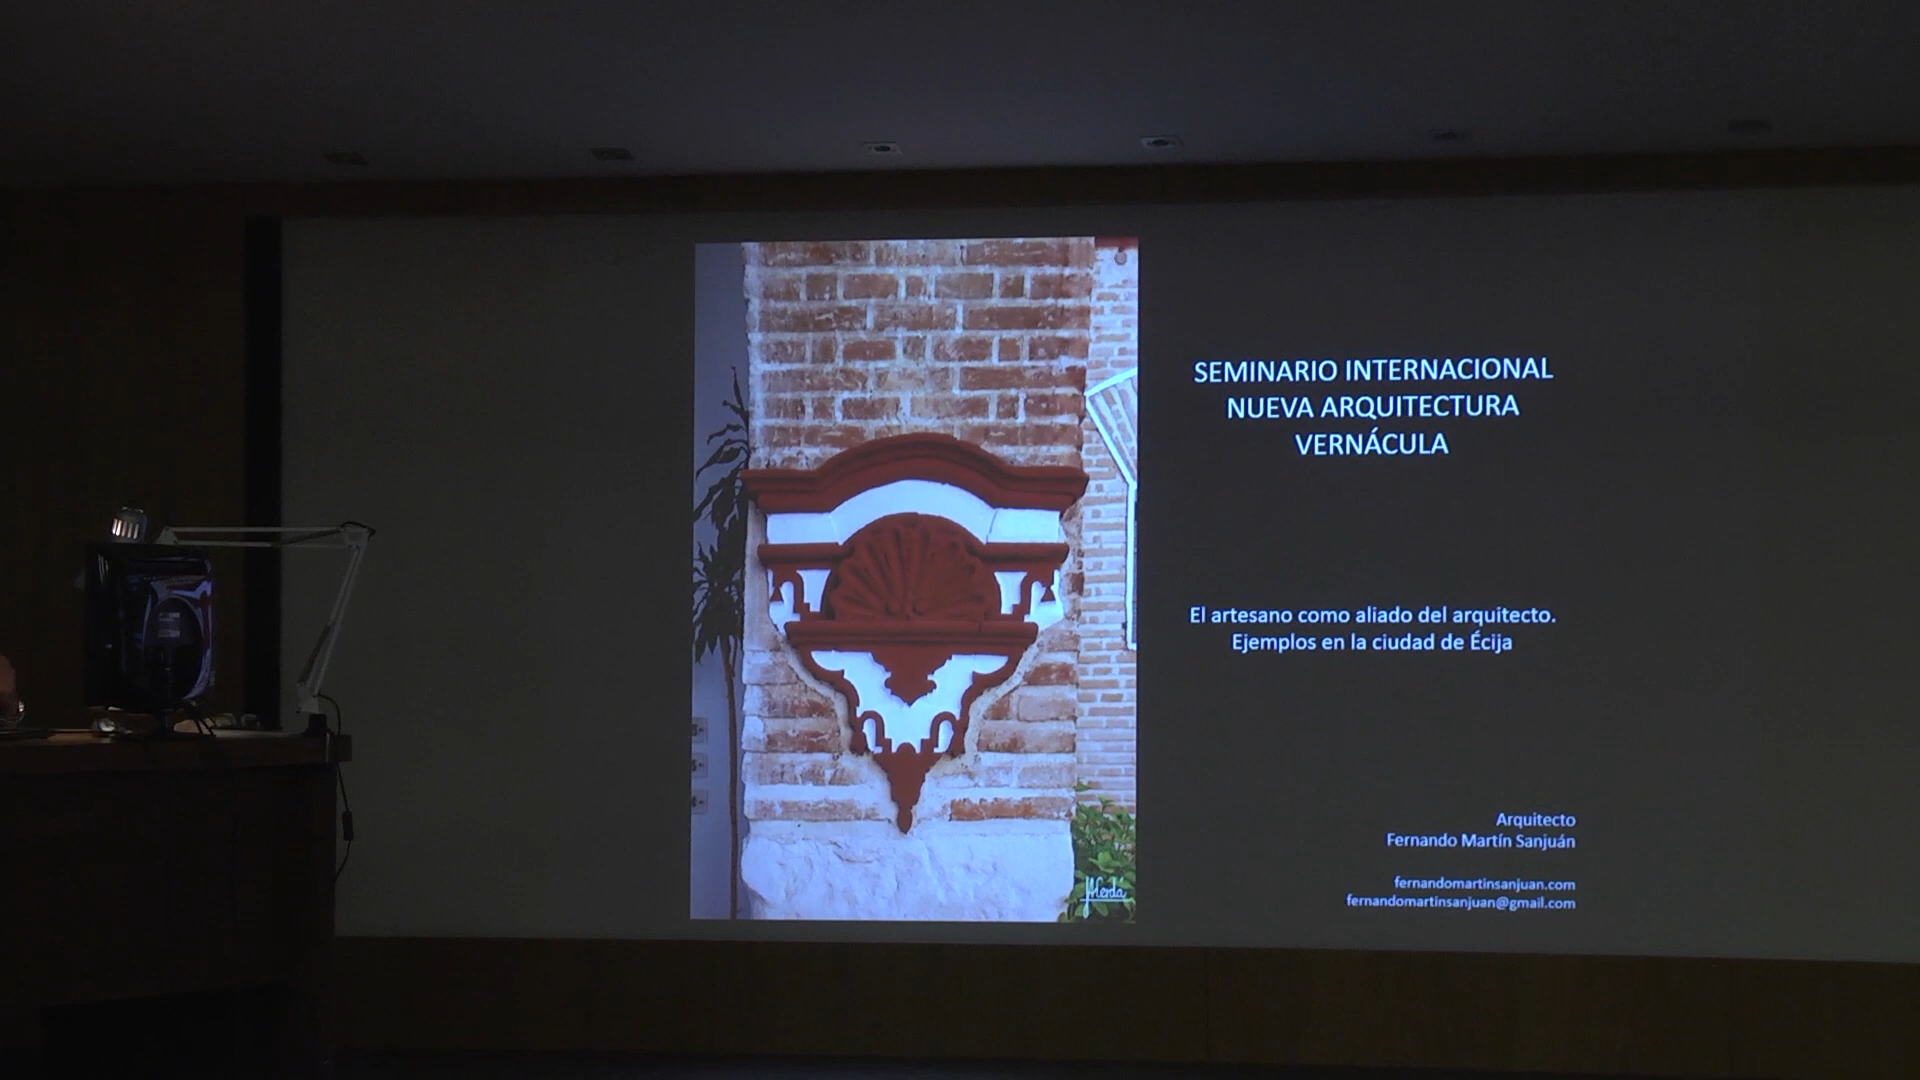 SEMINARIO INTERNACIONAL
NUEVA ARQUITECTURA
VERNÁCULA
El artesano como aliado del arquitecto.
Ejemplos en la ciudad de Écija
Arquitecto
Fernando Martín Sanjuán
fernandomartinsanjuan.com
fernandomartinsanjuan@gmail.com